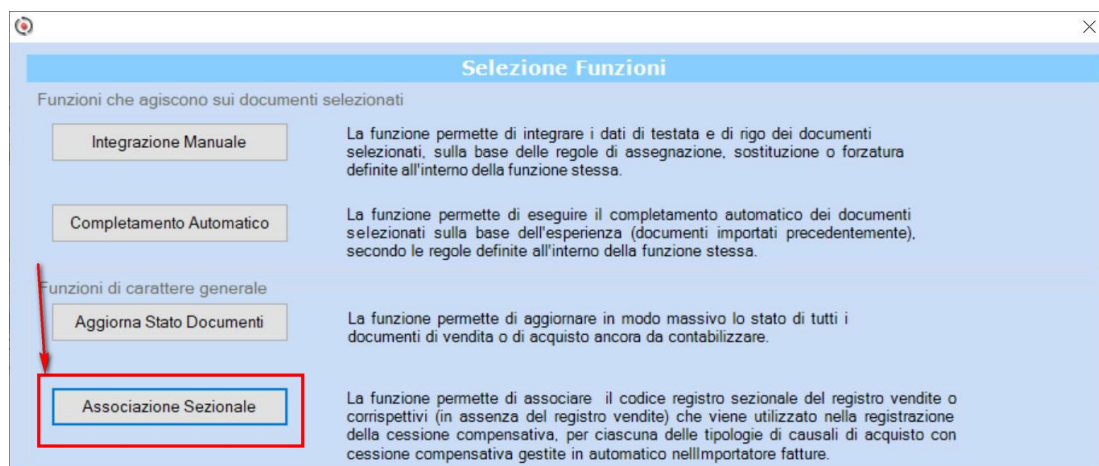 Selezione Funzioni
Funzioni che agiscono sui documenti selezionati
Integrazione Manuale
La funzione permette di integrare i dati di testata e di rigo dei documenti
selezionati, sulla base delle regole di assegnazione, sostituzione o forzatura
definite all'interno della funzione stessa.
Completamento Automatico
La funzione permette di eseguire il completamento automatico dei documenti
selezionati sulla base dell'esperienza (documenti importati precedentemente),
secondo le regole definite all'interno della funzione stessa.
Funzioni di carattere generale
Aggiorna Stato Documenti
La funzione permette di aggiornare in modo massivo lo stato di tutti i
documenti di vendita o di acquisto ancora da contabilizzare.
Associazione Sezionale
La funzione permette di associare il codice registro sezionale del registro vendite o
corrispettivi (in assenza del registro vendite) che viene utilizzato nella registrazione
della cessione compensativa, per ciascuna delle tipologie di causali di acquisto con
cessione compensativa gestite in automatico nellImportatore fatture.